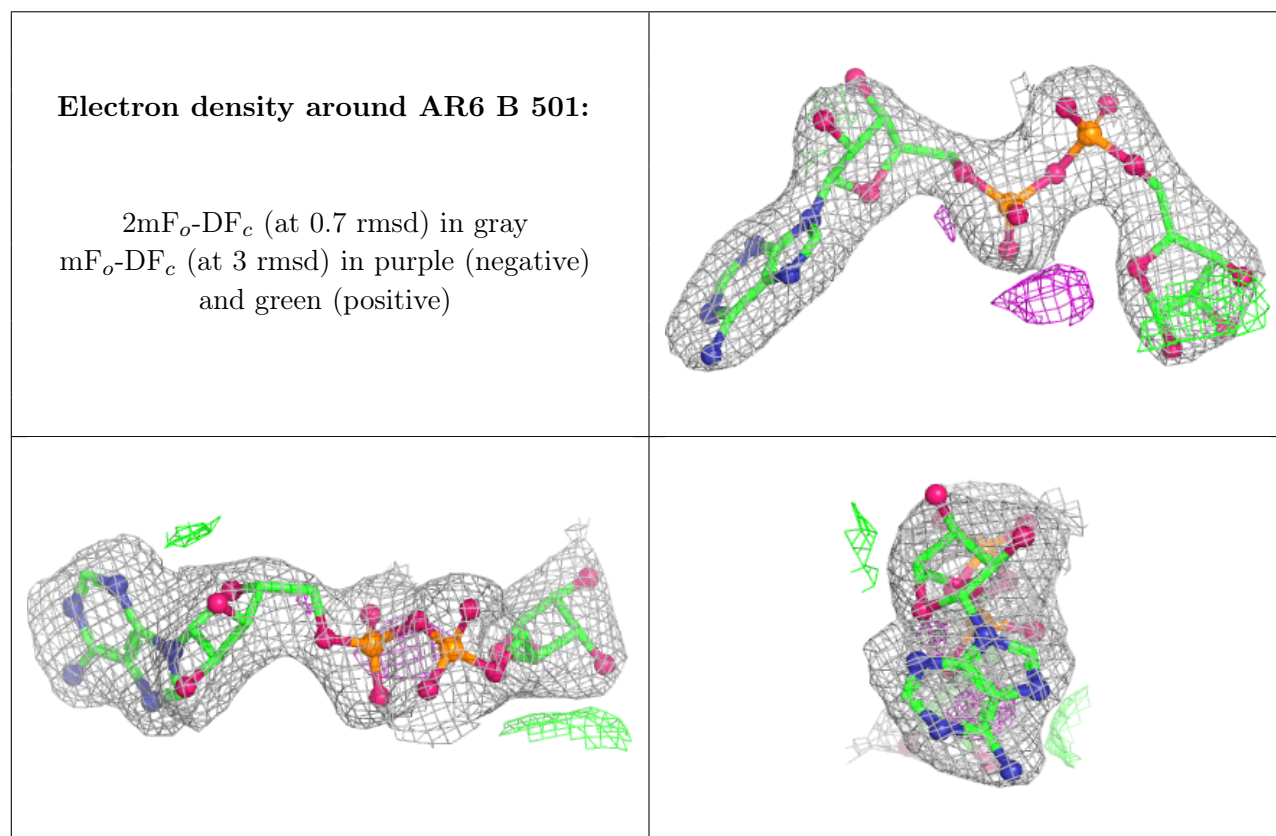 Electron density around AR6 B 501:
2mFo-DFc (at 0.7 rmsd) in gray
mFo-DFc (at 3 rmsd) in purple (negative)
and green (positive)